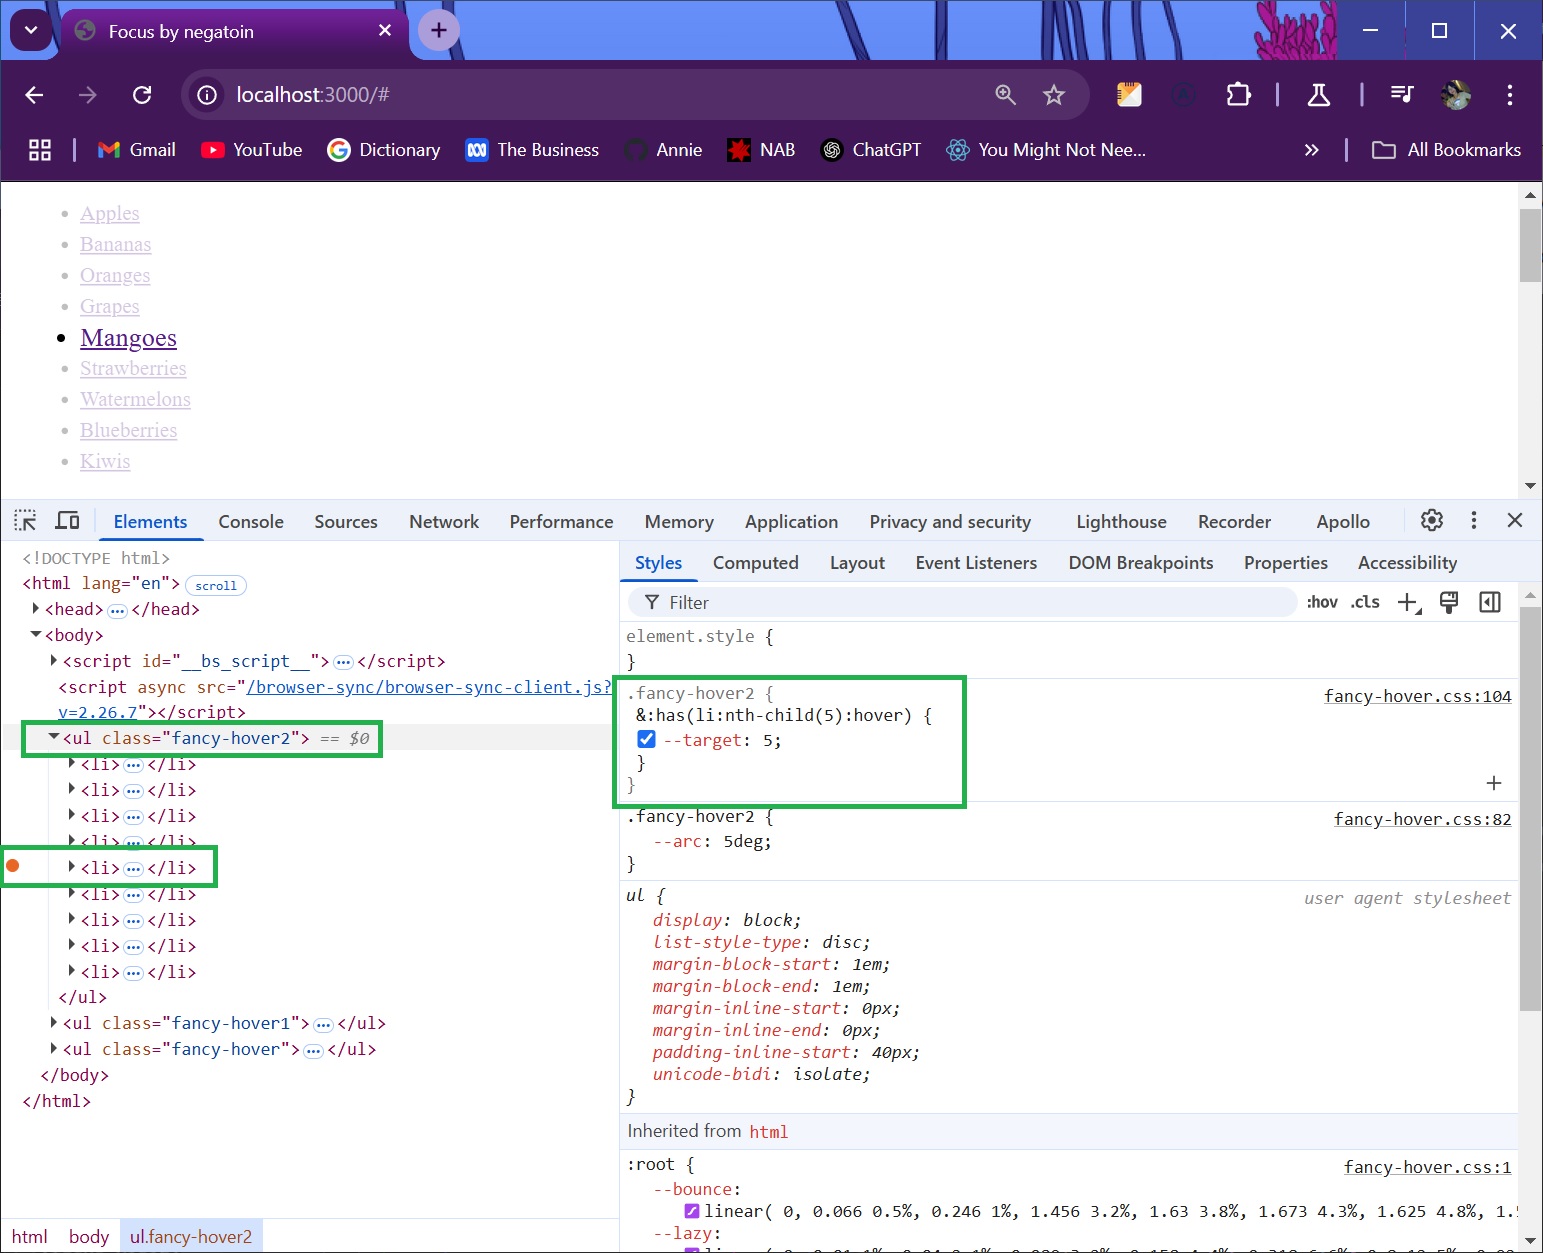 Focus by negatoin
localhost:3000/#
Gmail YouTube Dictionary The Business Annie NAB ChatGPT You Might Not Nee... » All Bookmarks
Apples
Bananas
Oranges
Grapes
Mangoes
Strawberries
Watermelons
Blueberries
Kiwis
Elements Console Sources Network Performance Memory Application Privacy and security Lighthouse Recorder Apollo
<!DOCTYPE html>
<html lang="en"> scroll
<head> ••• </head>
<body>
<script id="__bs_script__"> ••• </script>
<script async src="/browser-sync/browser-sync-client.js?
v=2.26.7"></script>
<ul class="fancy-hover2"> == $0
<li> ••• </li>
<li> ••• </li>
<li> ••• </li>
<li> ••• </li>
<li> ••• </li>
<li> ••• </li>
<li> ••• </li>
<li> ••• </li>
<li> ••• </li>
</ul>
<ul class="fancy-hover1"> ••• </ul>
<ul class="fancy-hover"> ••• </ul>
</body>
</html>
html body ul.fancy-hover2
Styles Computed Layout Event Listeners DOM Breakpoints Properties Accessibility
Filter :hov .cls
element.style {
}
.fancy-hover2 { fancy-hover.css:104
&:has(li:nth-child(5):hover) {
--target: 5;
}
}
.fancy-hover2 { fancy-hover.css:82
--arc: 5deg;
}
ul { user agent stylesheet
display: block;
list-style-type: disc;
margin-block-start: 1em;
margin-block-end: 1em;
margin-inline-start: 0px;
margin-inline-end: 0px;
padding-inline-start: 40px;
unicode-bidi: isolate;
}
Inherited from html
:root { fancy-hover.css:1
--bounce:
linear( 0, 0.066 0.5%, 0.246 1%, 1.456 3.2%, 1.63 3.8%, 1.673 4.3%, 1.625 4.8%,
--lazy: